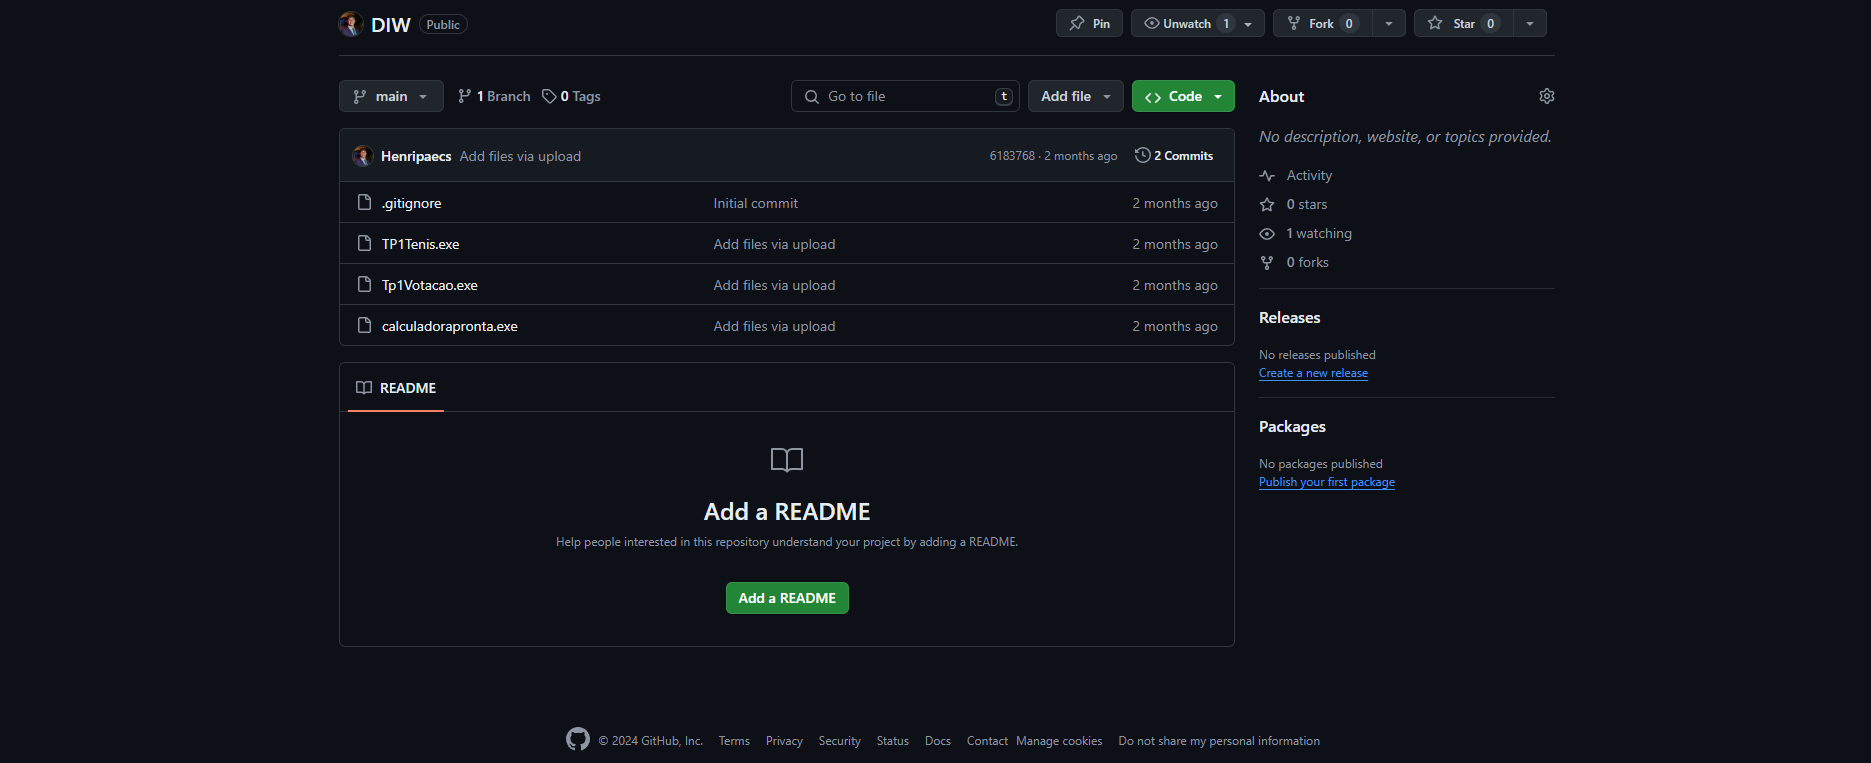 DIW Public Pin Unwatch 1 Fork 0 Star 0
main 1 Branch 0 Tags Go to file t Add file Code
Henripaecs Add files via upload 6183768 · 2 months ago 2 Commits
.gitignore Initial commit 2 months ago
TP1Tenis.exe Add files via upload 2 months ago
Tp1Votacao.exe Add files via upload 2 months ago
calculadorapronta.exe Add files via upload 2 months ago
README
Add a README
Help people interested in this repository understand your project by adding a README.
Add a README
About
No description, website, or topics provided.
Activity
0 stars
1 watching
0 forks
Releases
No releases published
Create a new release
Packages
No packages published
Publish your first package
© 2024 GitHub, Inc. Terms Privacy Security Status Docs Contact Manage cookies Do not share my personal information